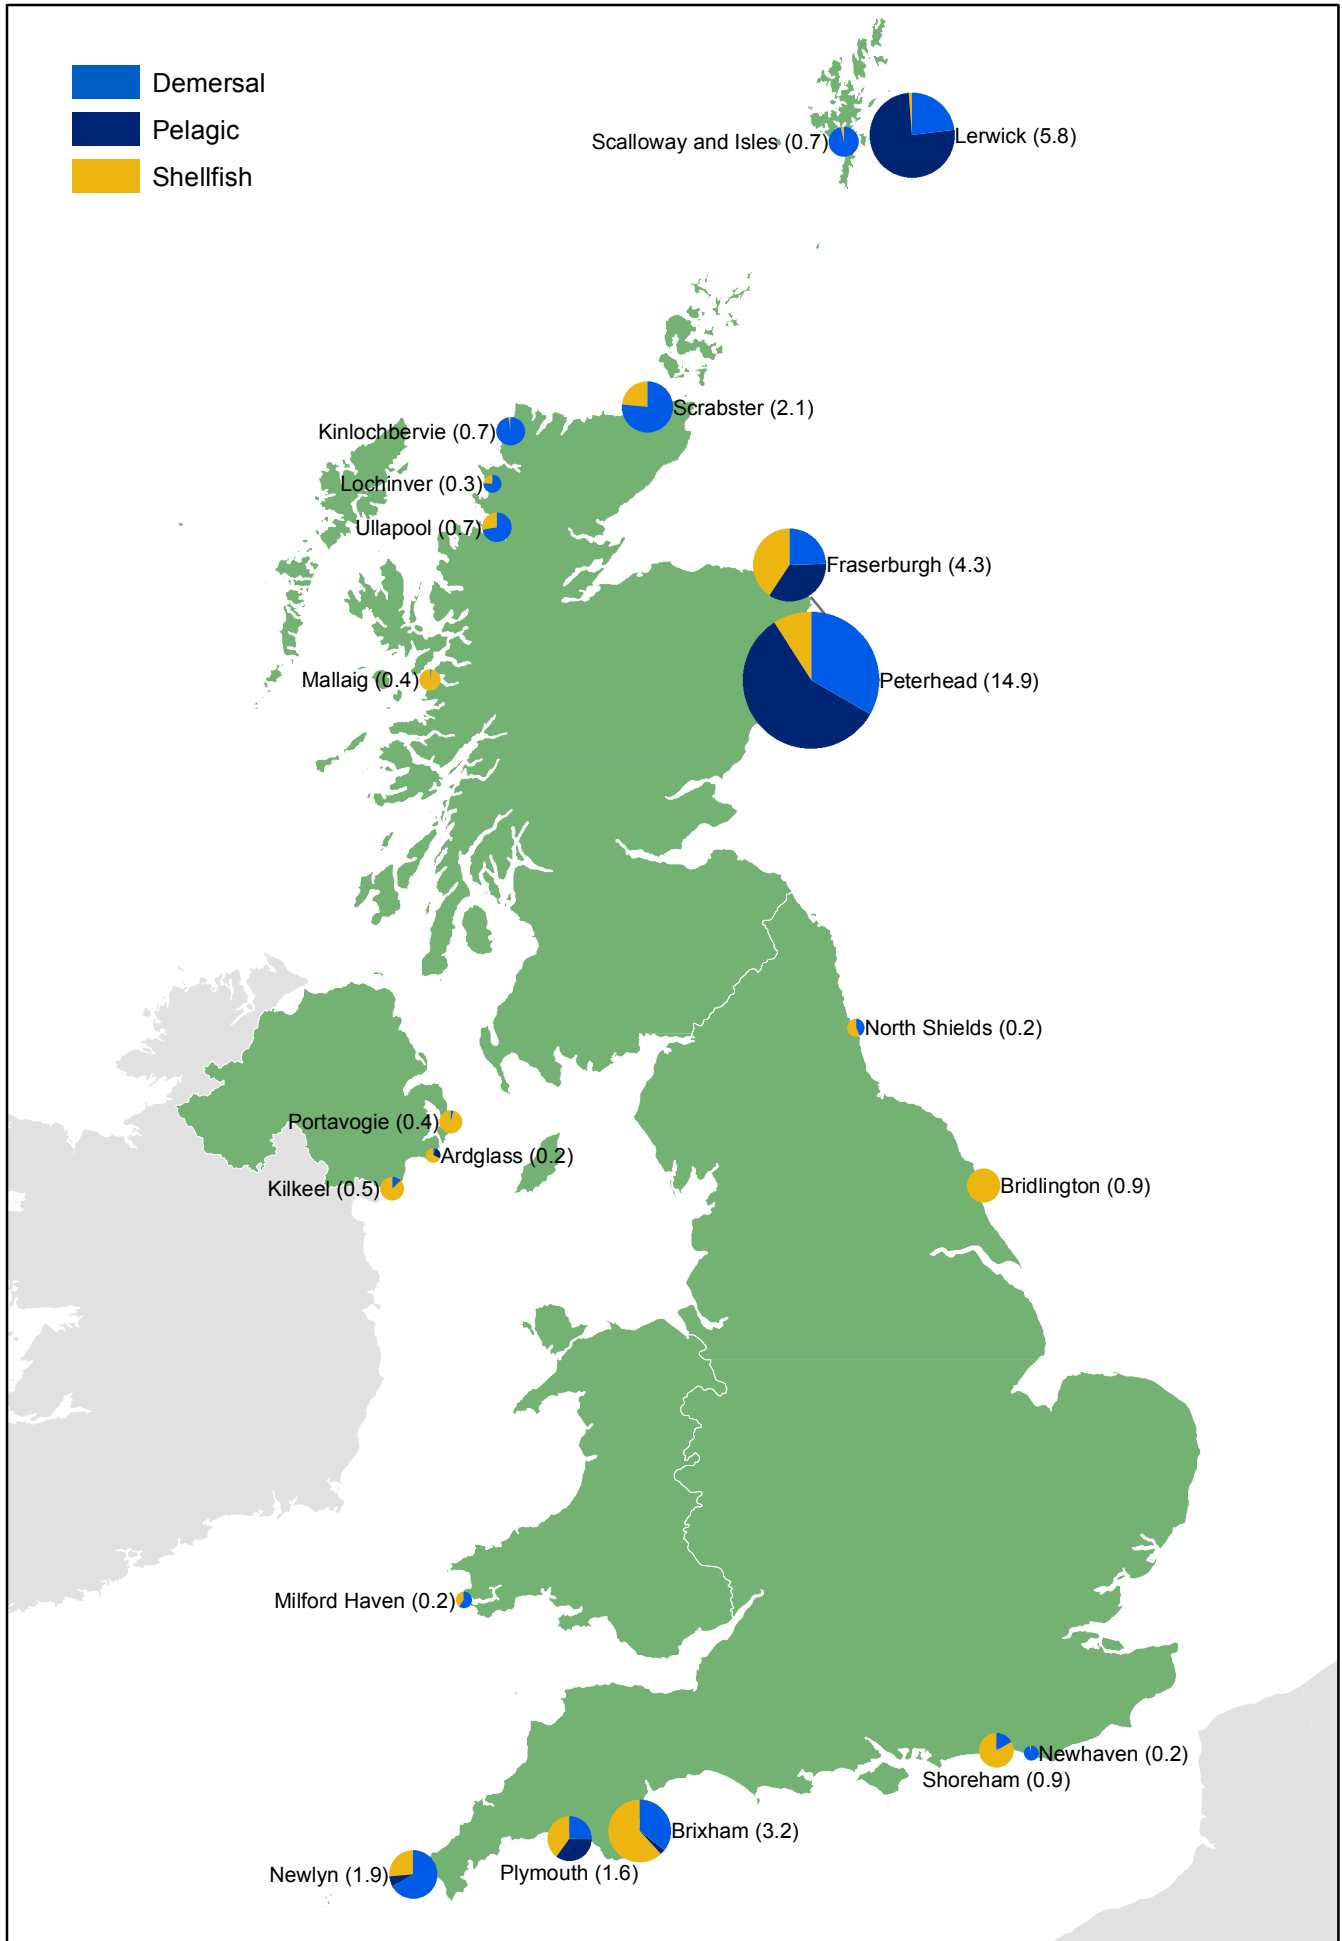 Demersal
Pelagic
Shellfish
Scalloway and Isles (0.7)
Lerwick (5.8)
Scrabster (2.1)
Kinlochbervie (0.7)
Lochinver (0.3)
Ullapool (0.7)
Fraserburgh (4.3)
Mallaig (0.4)
Peterhead (14.9)
North Shields (0.2)
Portavogie (0.4)
Ardglass (0.2)
Kilkeel (0.5)
Bridlington (0.9)
Milford Haven (0.2)
Newhaven (0.2)
Shoreham (0.9)
Brixham (3.2)
Plymouth (1.6)
Newlyn (1.9)